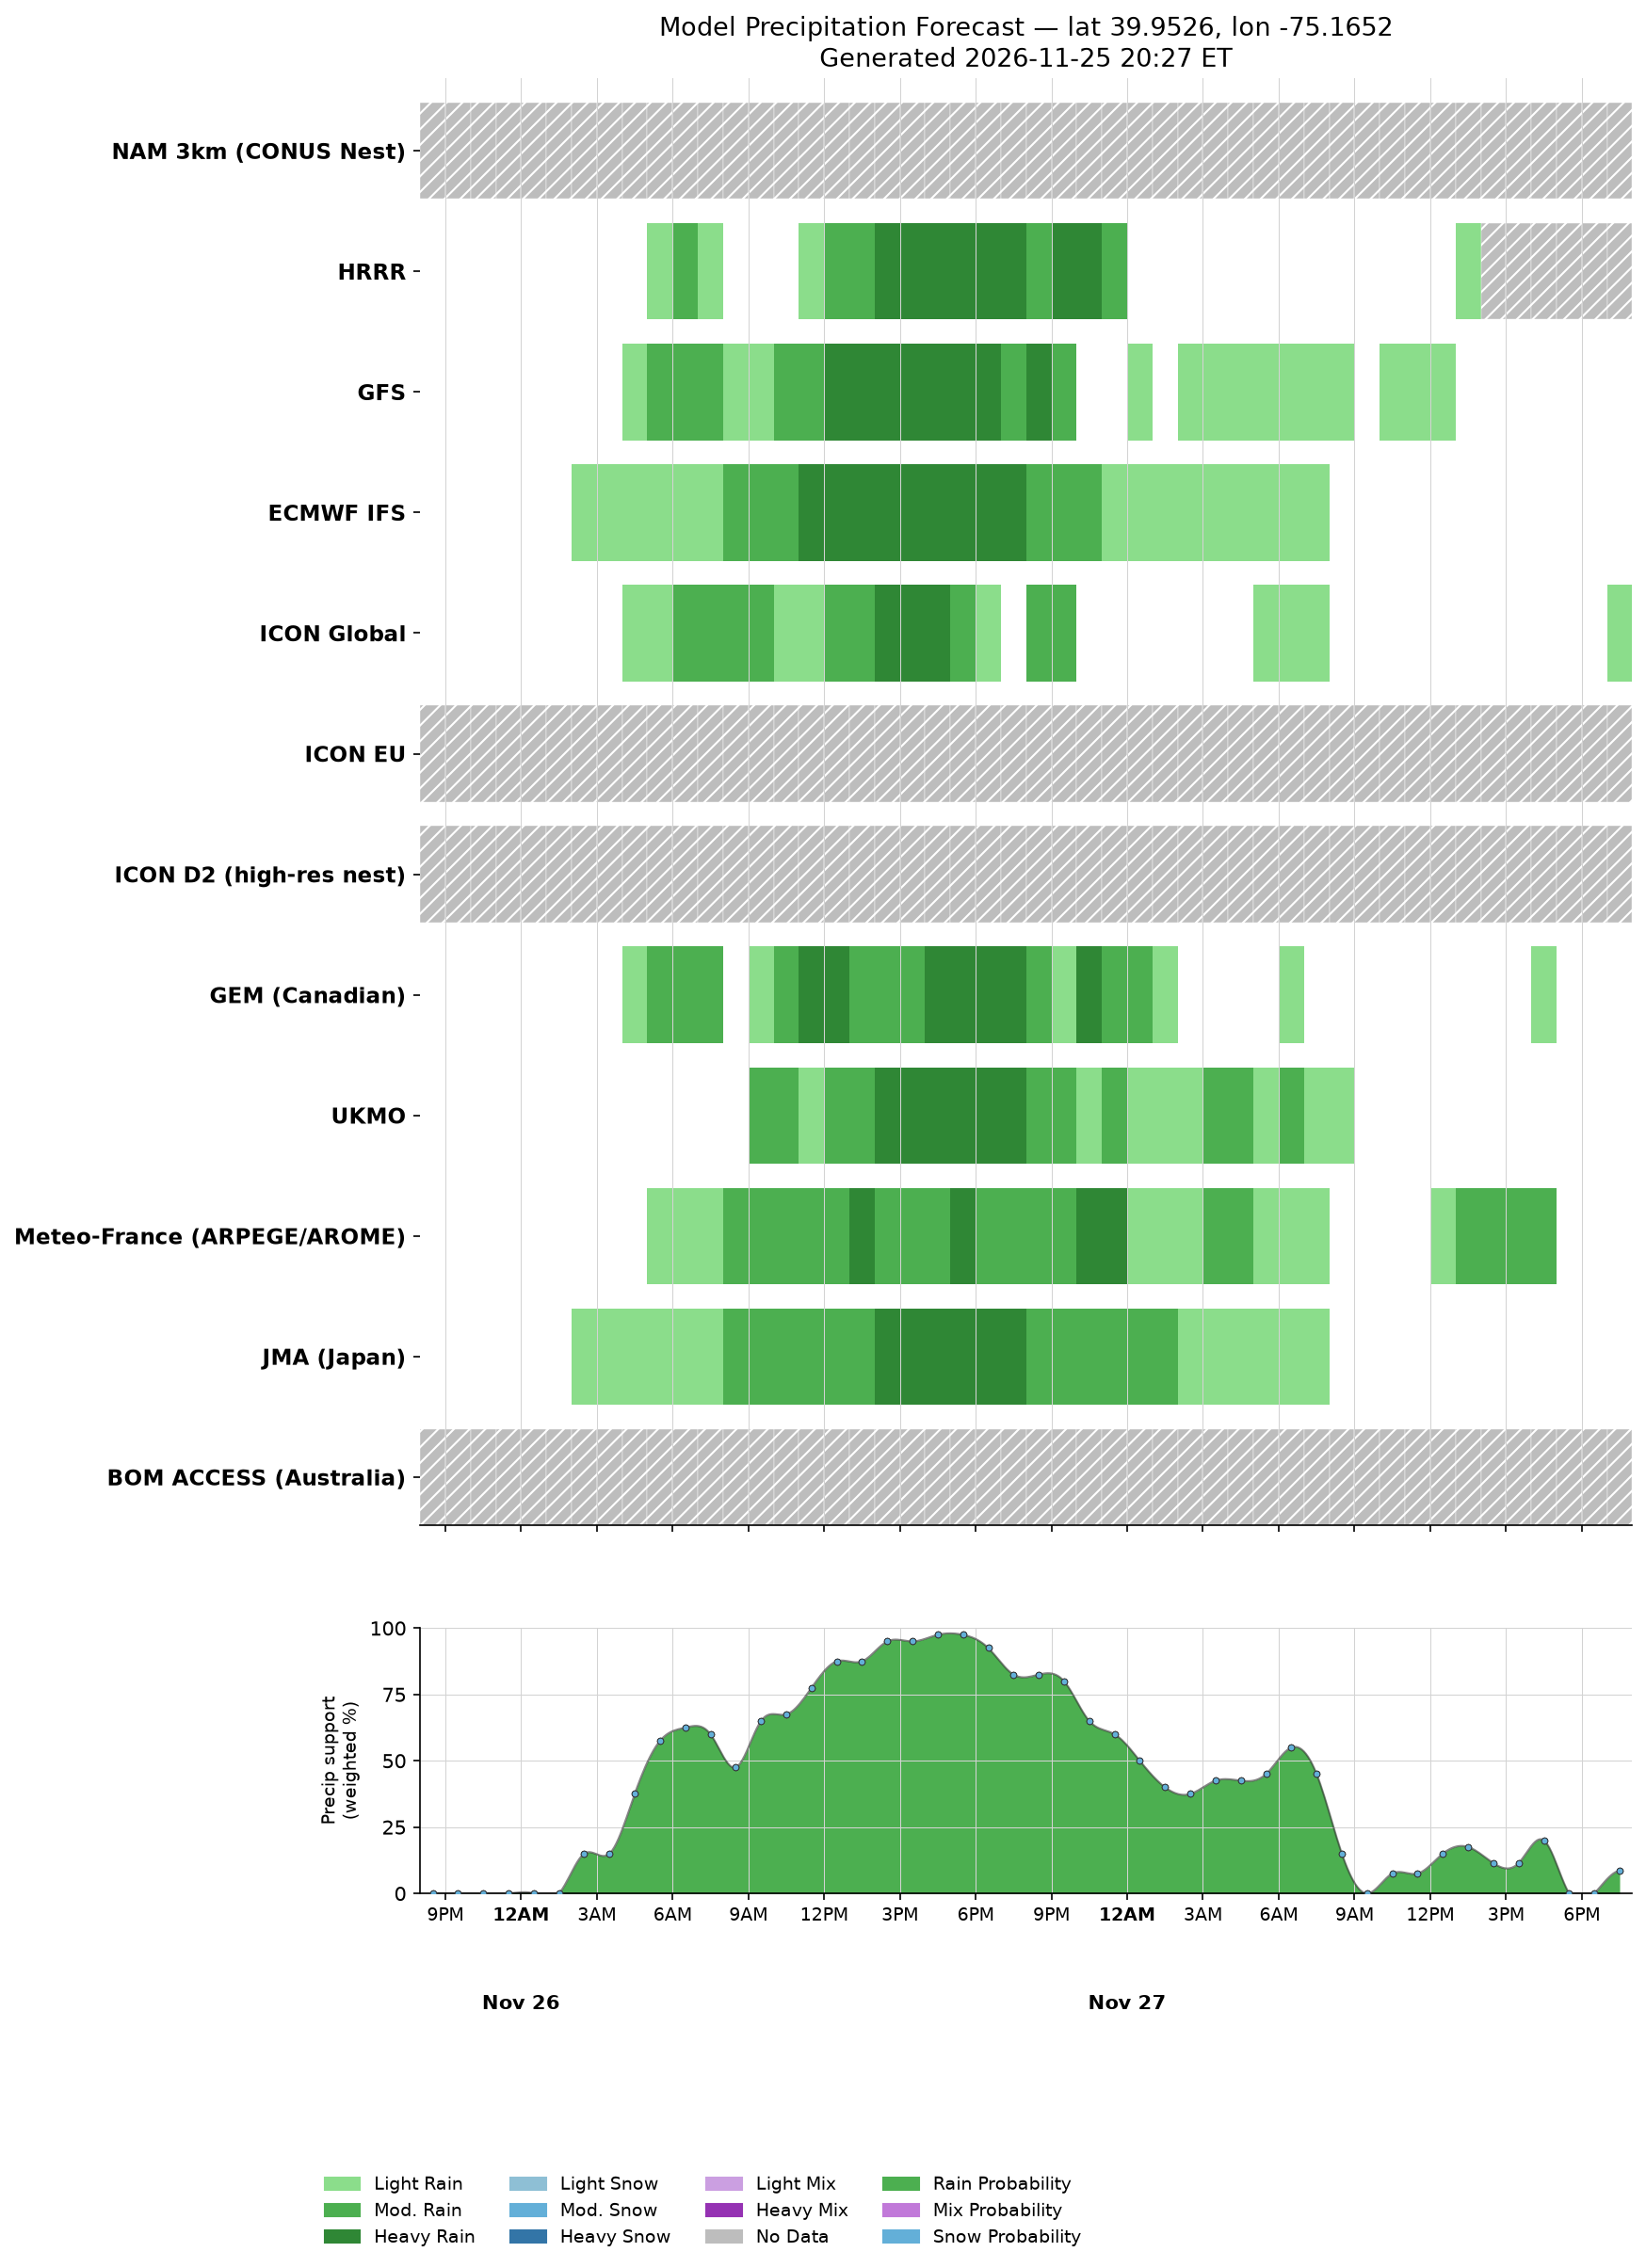 Model Precipitation Forecast — lat 39.9526, lon -75.1652
Generated 2026-11-25 20:27 ET
NAM 3km (CONUS Nest)
HRRR
GFS
ECMWF IFS
ICON Global
ICON EU
ICON D2 (high-res nest)
GEM (Canadian)
UKMO
Meteo-France (ARPEGE/AROME)
JMA (Japan)
BOM ACCESS (Australia)
Precip support
(weighted %)
100
75
50
25
0
9PM 12AM 3AM 6AM 9AM 12PM 3PM 6PM 9PM 12AM 3AM 6AM 9AM 12PM 3PM 6PM
Nov 26 Nov 27
Light Rain Light Snow Light Mix Rain Probability
Mod. Rain Mod. Snow Heavy Mix Mix Probability
Heavy Rain Heavy Snow No Data Snow Probability